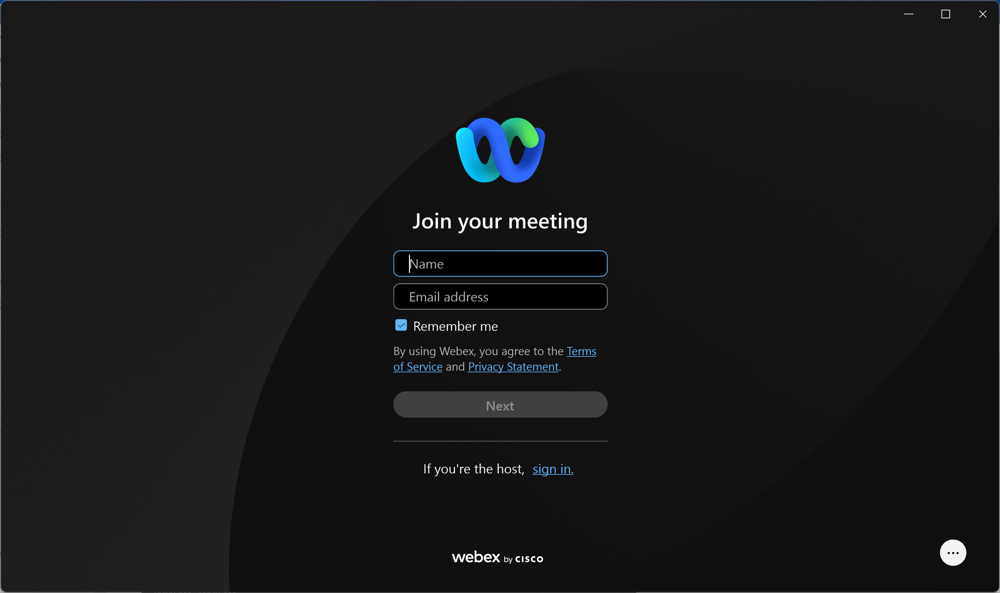 Join your meeting
Name
Email address
Remember me
By using Webex, you agree to the Terms
of Service and Privacy Statement.
Next
If you're the host, sign in.
webex by CISCO